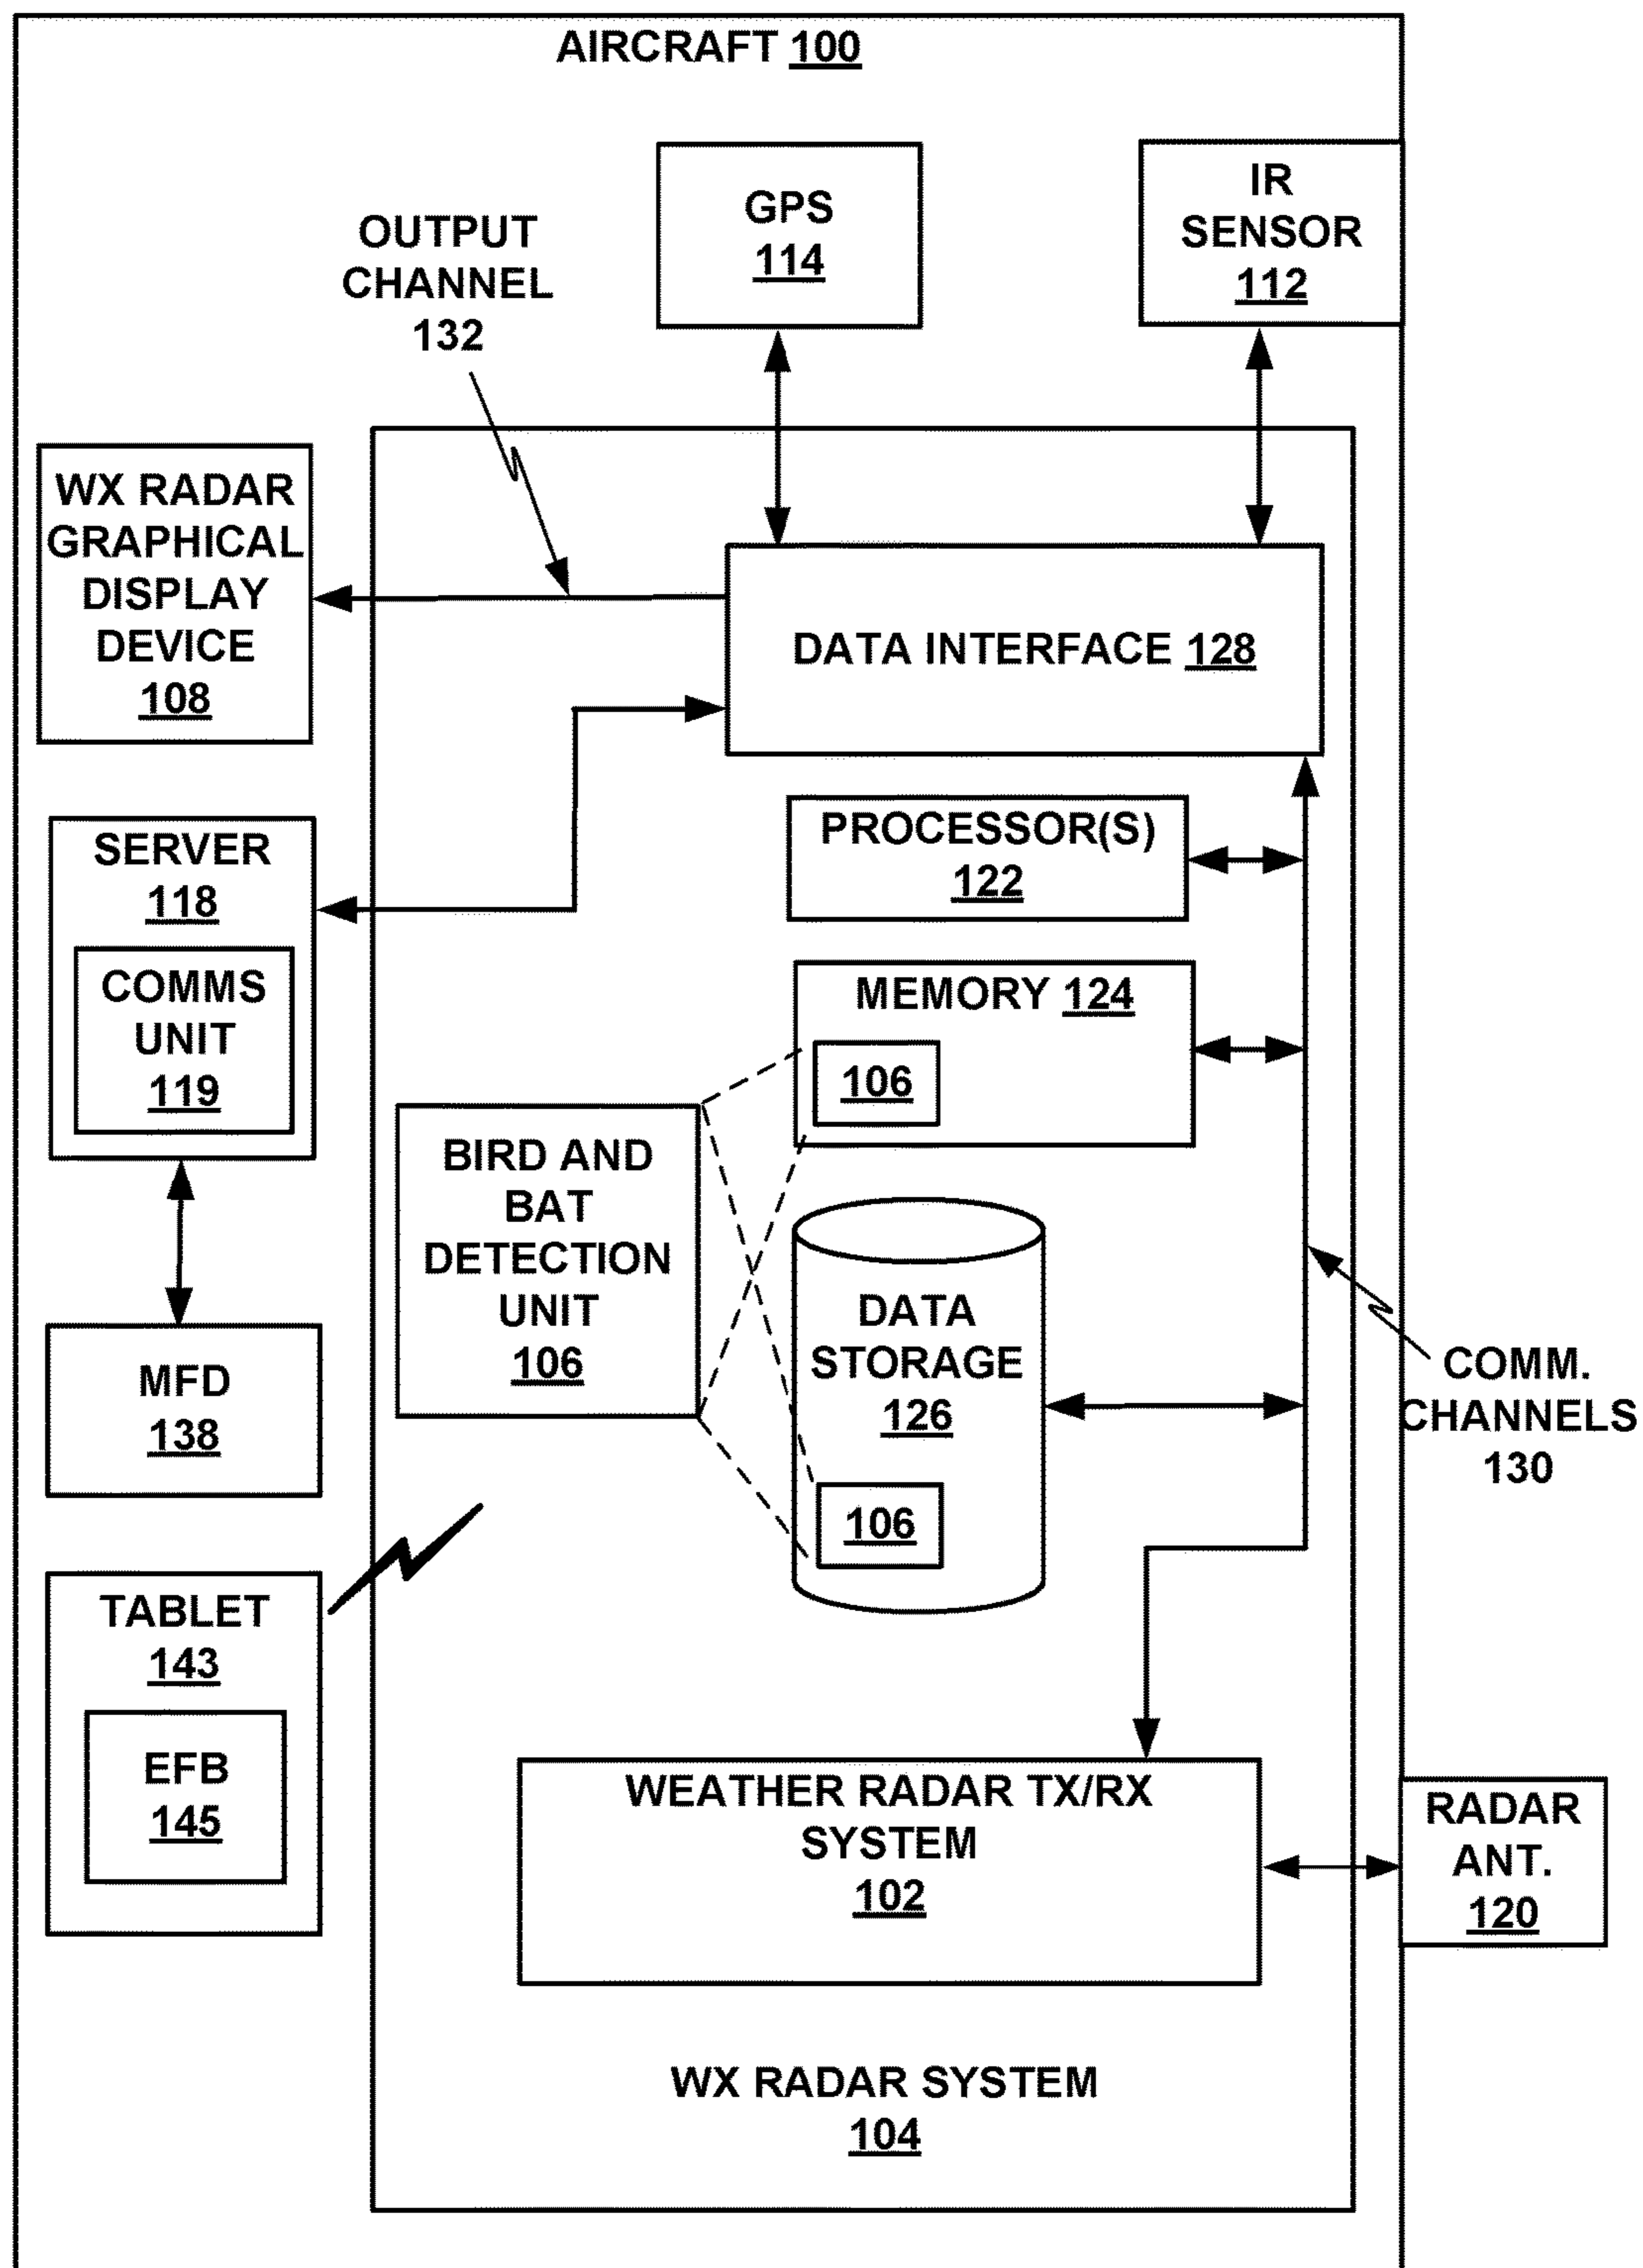 AIRCRAFT 100
GPS
114
IR
SENSOR
112
OUTPUT
CHANNEL
132
WX RADAR
GRAPHICAL
DISPLAY
DEVICE
108
DATA INTERFACE 128
SERVER
118
COMMS
UNIT
119
PROCESSOR(S)
122
MEMORY 124
106
BIRD AND
BAT
DETECTION
UNIT
106
DATA
STORAGE
126
106
COMM.
CHANNELS
130
MFD
138
TABLET
143
EFB
145
WEATHER RADAR TX/RX
SYSTEM
102
RADAR
ANT.
120
WX RADAR SYSTEM
104